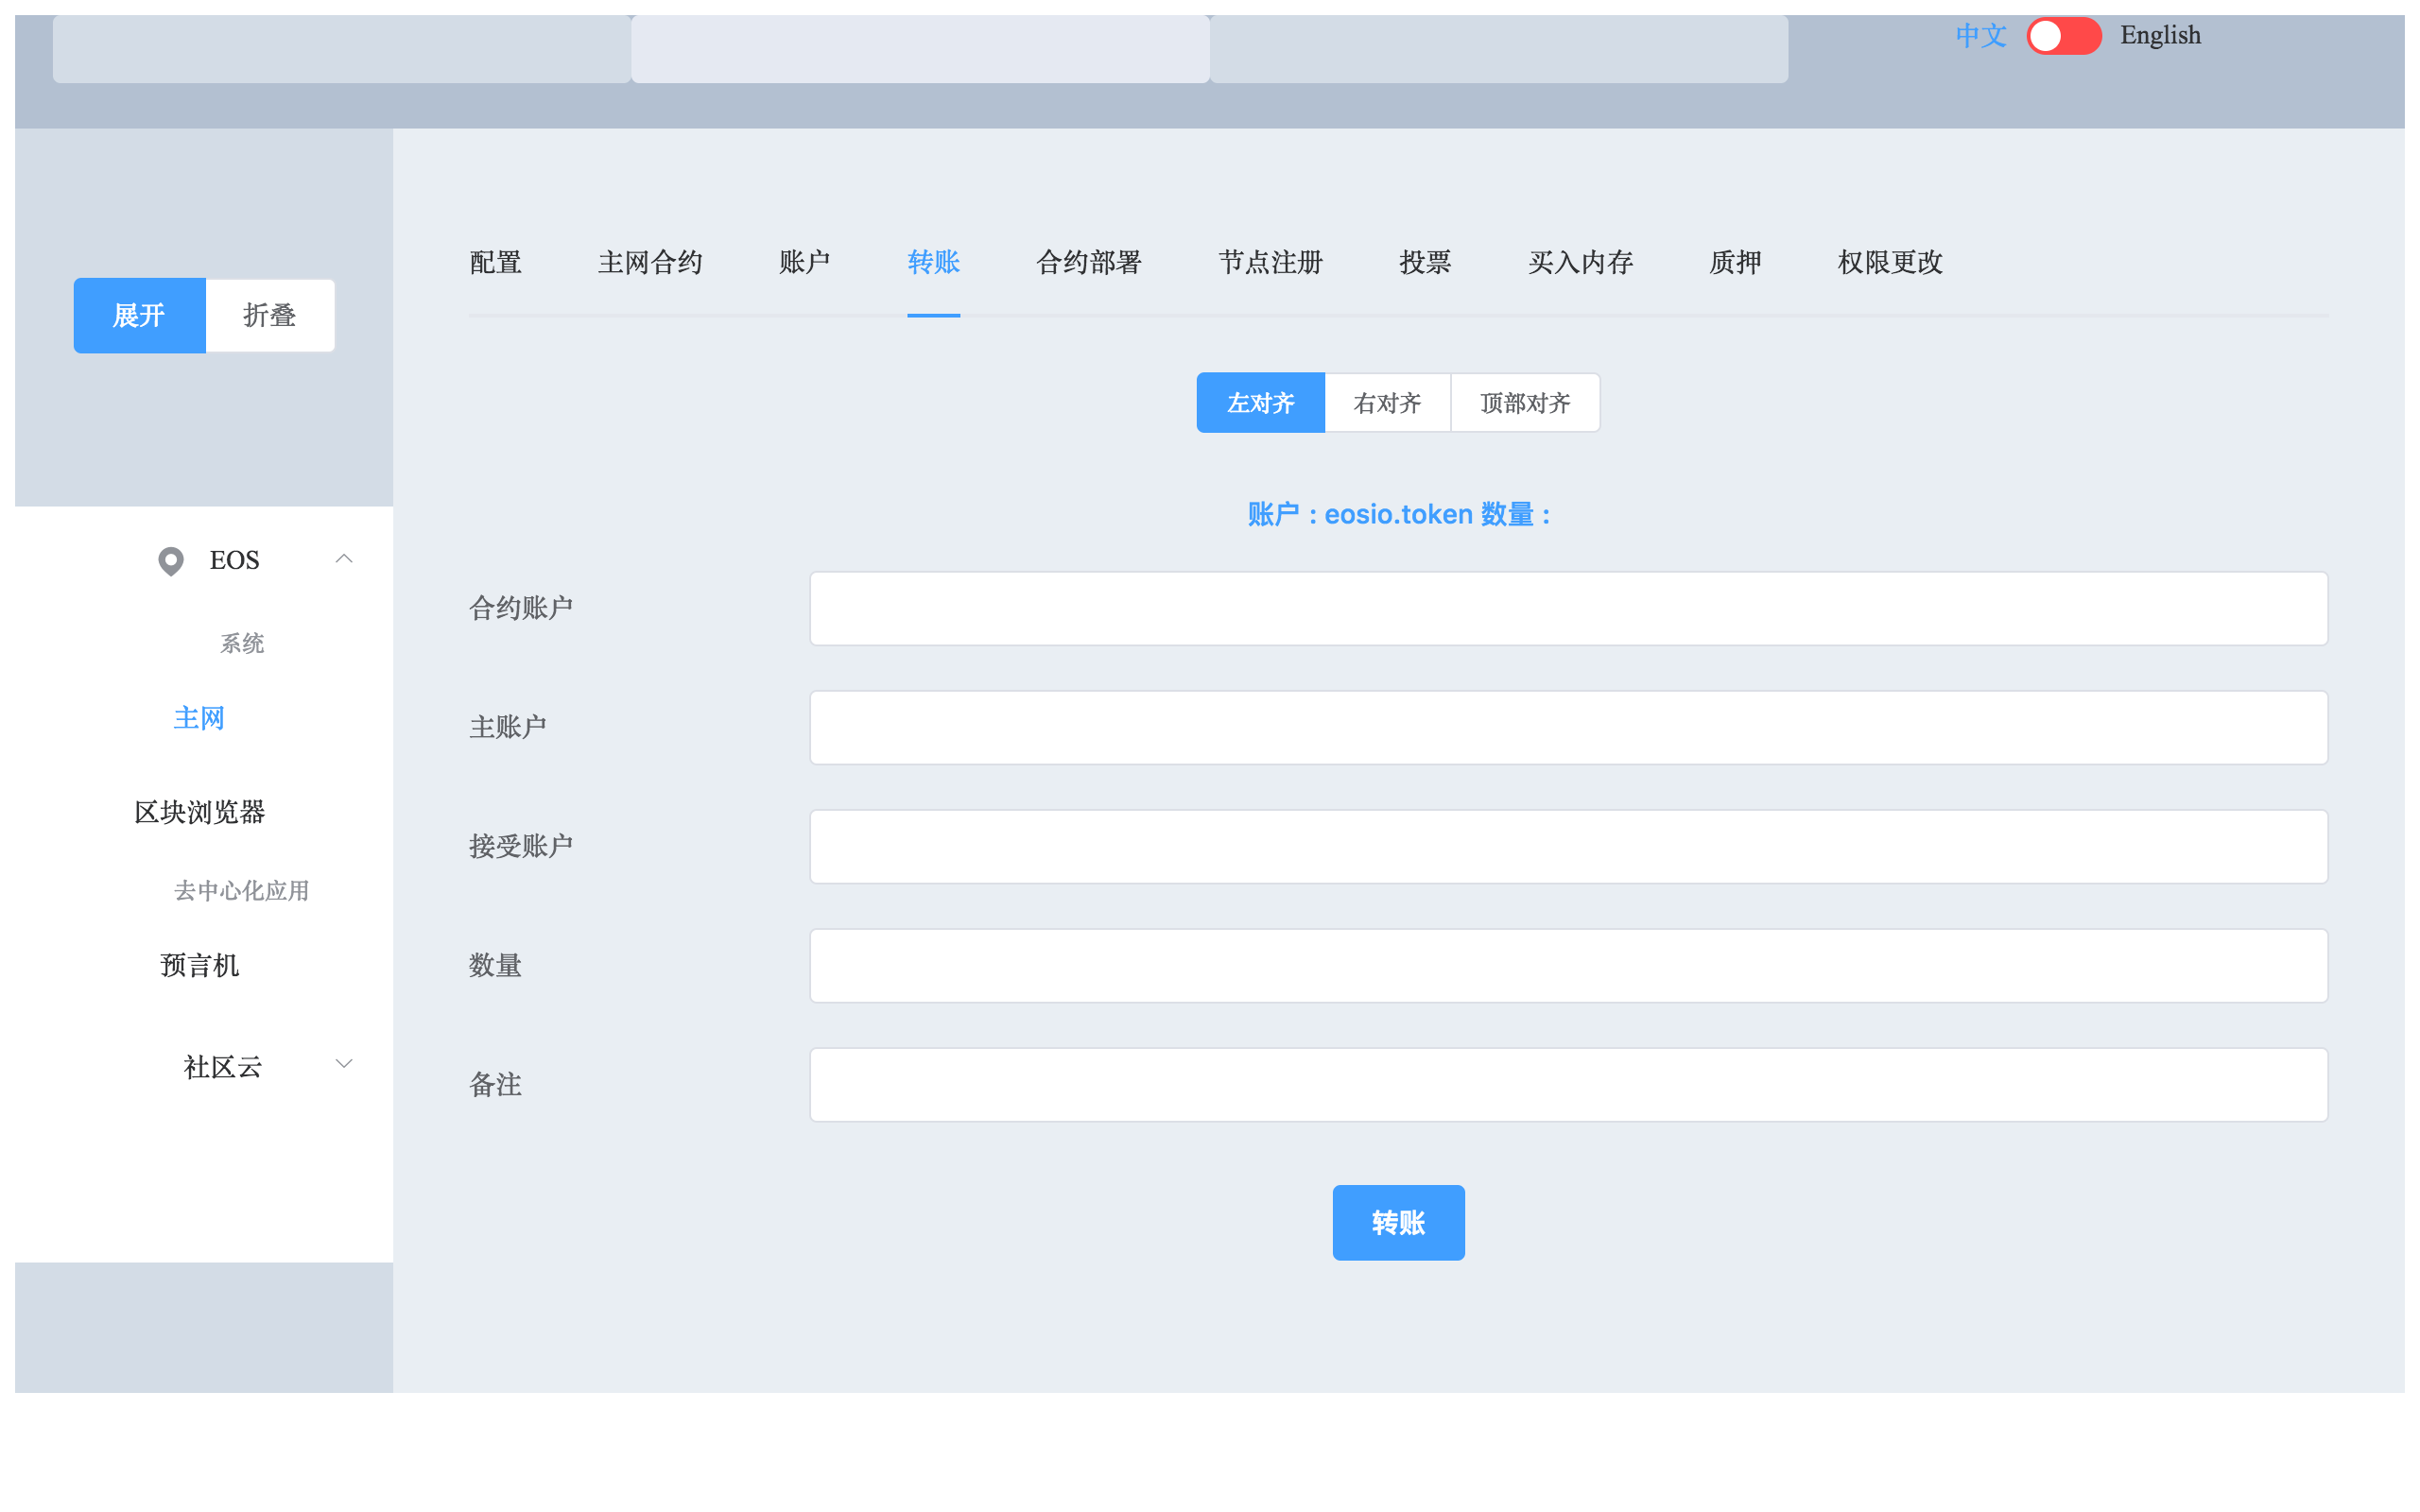 中文 English
配置 主网合约 账户 转账 合约部署 节点注册 投票 买入内存 质押 权限更改
展开 折叠
左对齐 右对齐 顶部对齐
账户 : eosio.token 数量 :
EOS
系统
主网
区块浏览器
去中心化应用
预言机
社区云
合约账户
主账户
接受账户
数量
备注
转账